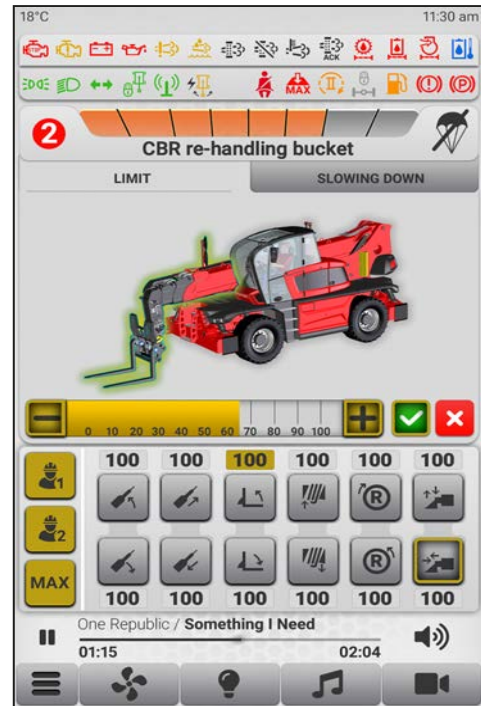 18°C 11:30 am
STOP
ACK
MAX II P
2
CBR re-handling bucket
LIMIT SLOWING DOWN
0 10 20 30 40 50 60 70 80 90 100
100 100 100 100 100 100
1
R
2
R
MAX
100 100 100 100 100 100
One Republic / Something I Need
01:15 02:04